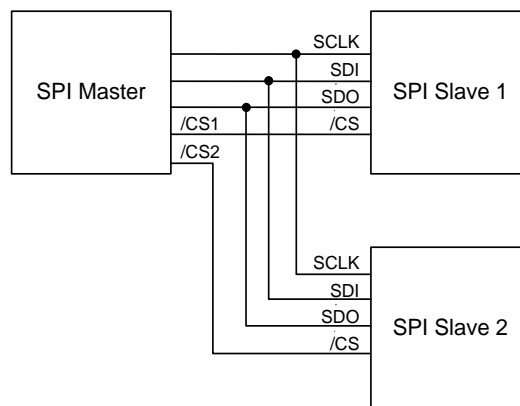 SPI Master
/CS1
/CS2
SCLK
SDI
SDO
/CS
SPI Slave 1
SCLK
SDI
SDO
/CS
SPI Slave 2